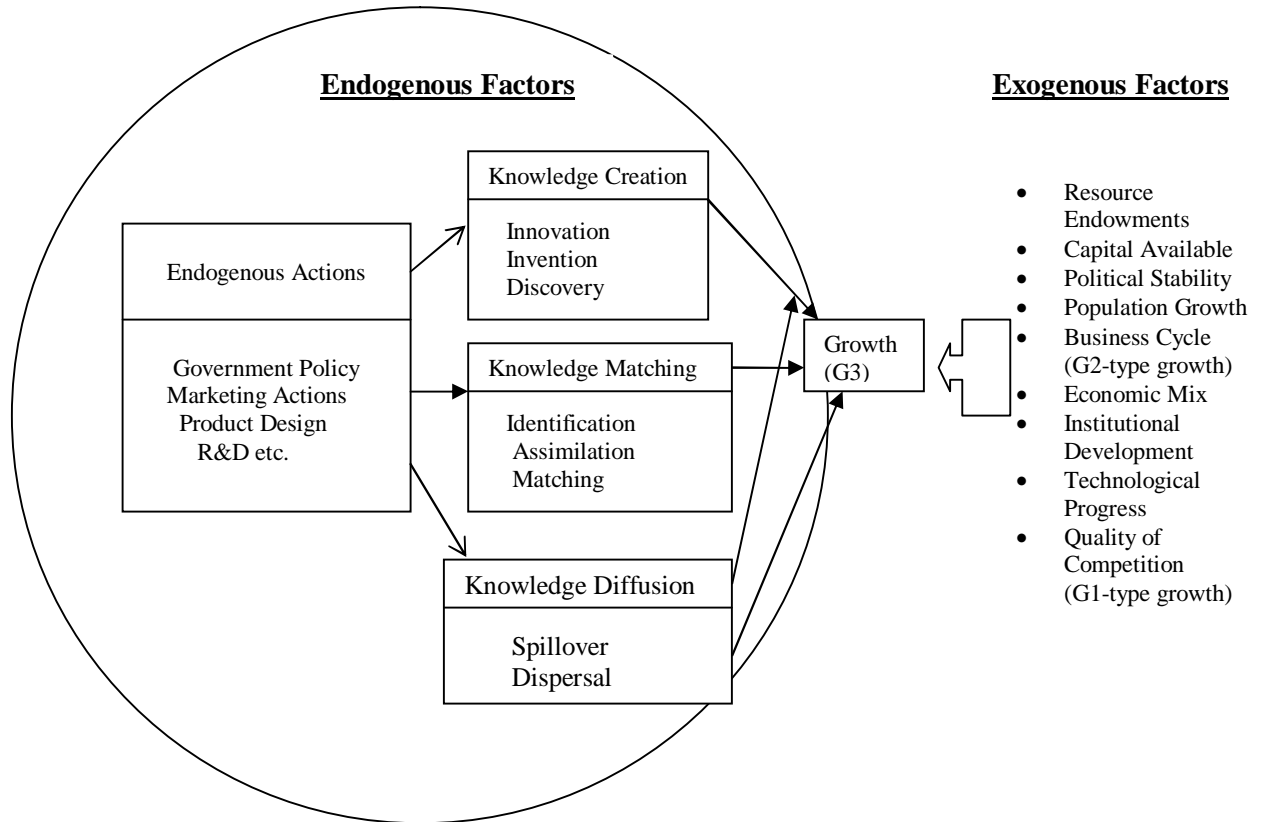 Endogenous Factors
Exogenous Factors
Endogenous Actions
Government Policy
Marketing Actions
Product Design
R&D etc.
Knowledge Creation
Innovation
Invention
Discovery
Knowledge Matching
Identification
Assimilation
Matching
Knowledge Diffusion
Spillover
Dispersal
Growth
(G3)
• Resource
Endowments
• Capital Available
• Political Stability
• Population Growth
• Business Cycle
(G2-type growth)
• Economic Mix
• Institutional
Development
• Technological
Progress
• Quality of
Competition
(G1-type growth)